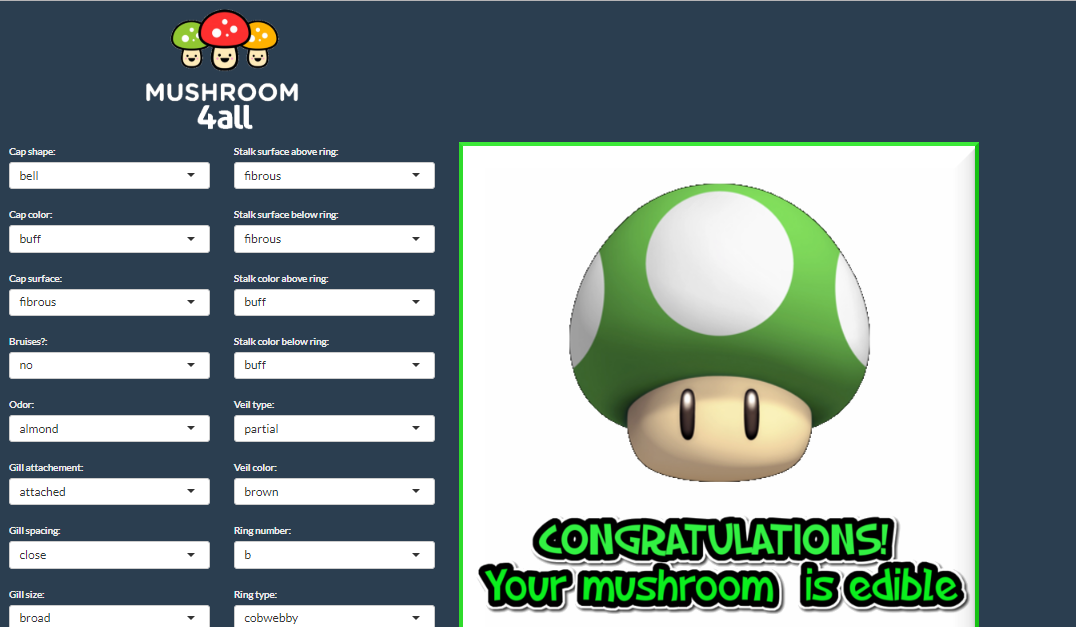 MUSHROOM
4all
Cap shape:
bell
Cap color:
buff
Cap surface:
fibrous
Bruises?:
no
Odor:
almond
Gill attachement:
attached
Gill spacing:
close
Gill size:
broad
Stalk surface above ring:
fibrous
Stalk surface below ring:
fibrous
Stalk color above ring:
buff
Stalk color below ring:
buff
Veil type:
partial
Veil color:
brown
Ring number:
b
Ring type:
cobwebby
CONGRATULATIONS!
Your mushroom is edible